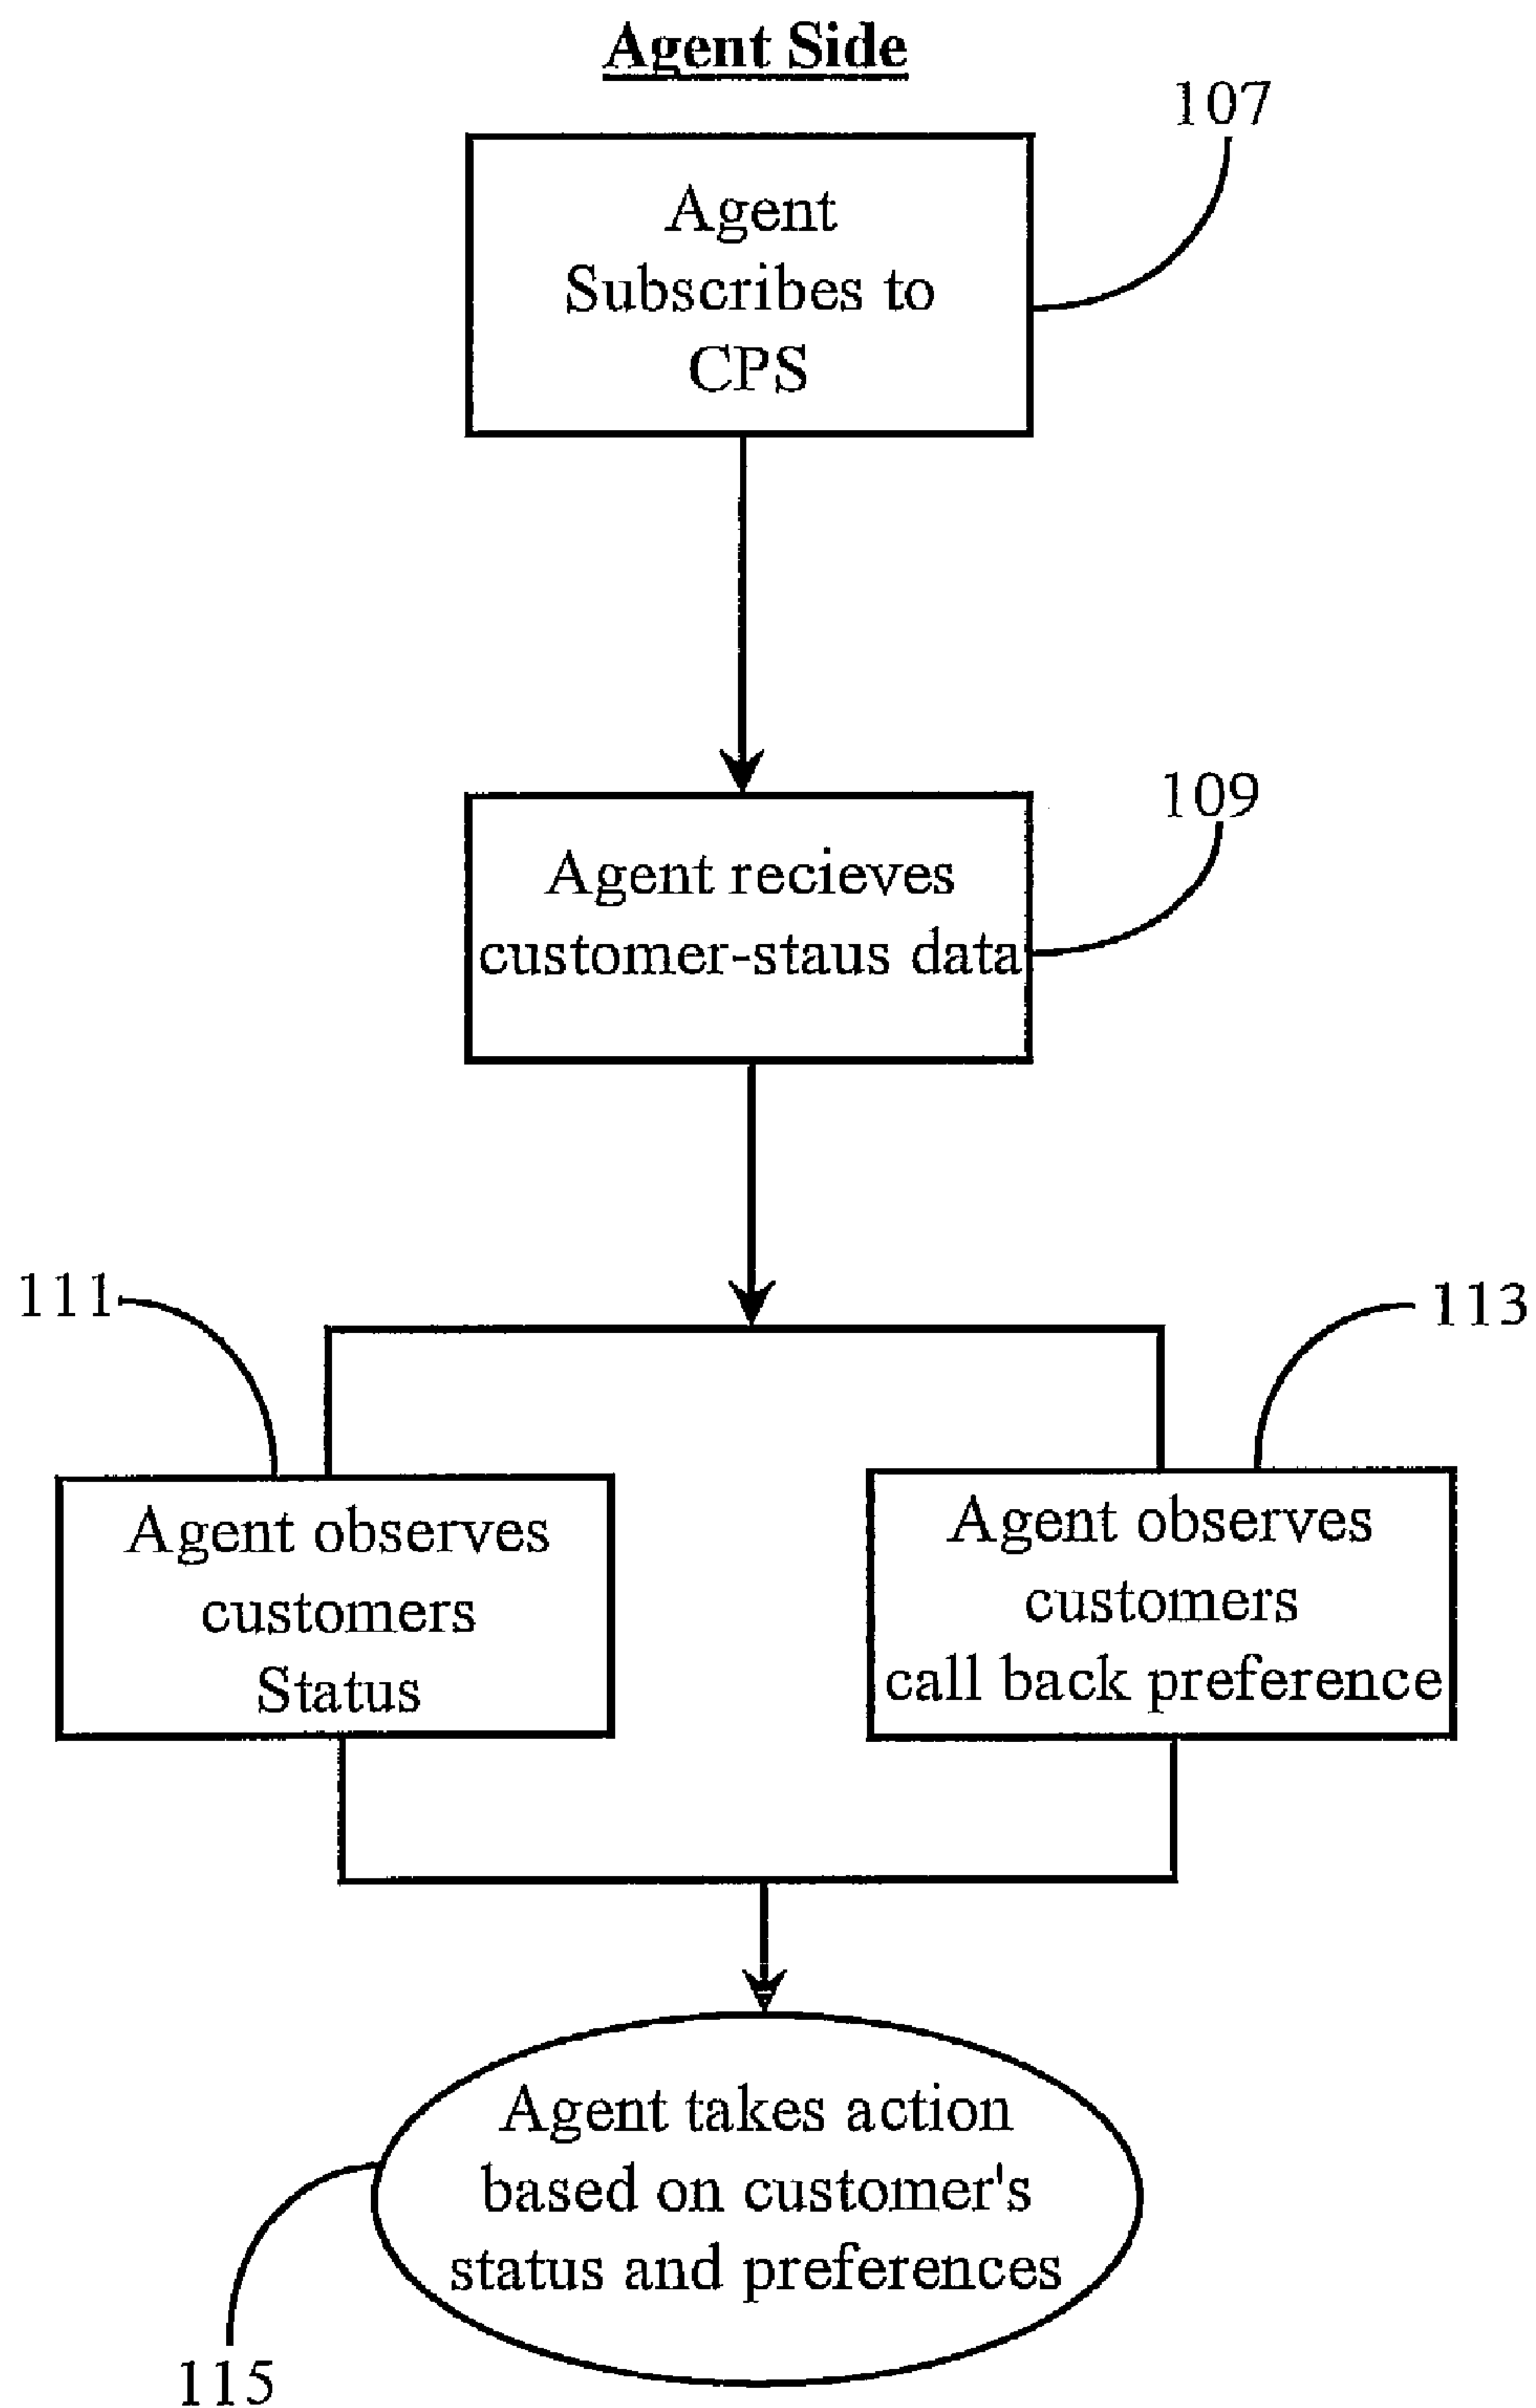 Agent Side
107
Agent
Subscribes to
CPS
109
Agent recieves
customer-staus data
111
113
Agent observes
customers
Status
Agent observes
customers
call back preference
Agent takes action
based on customer's
status and preferences
115